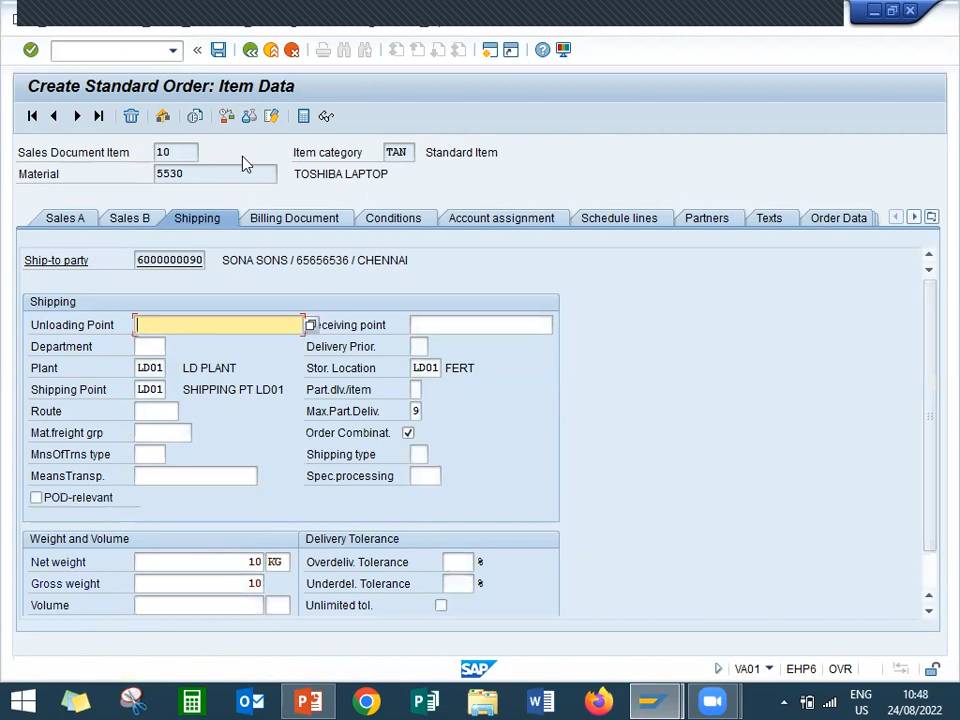 Create Standard Order: Item Data
Sales Document Item 10 Item category TAN Standard Item
Material 5530 TOSHIBA LAPTOP
Sales A Sales B Shipping Billing Document Conditions Account assignment Schedule lines Partners Texts Order Data
Ship-to party 6000000090 SONA SONS / 65656536 / CHENNAI
Shipping
Unloading Point eceiving point
Department Delivery Prior.
Plant LD01 LD PLANT Stor. Location LD01 FERT
Shipping Point LD01 SHIPPING PT LD01 Part.dlv./item
Route Max.Part.Deliv. 9
Mat.freight grp Order Combinat.
MnsOfTrns type Shipping type
MeansTransp. Spec.processing
POD-relevant
Weight and Volume Delivery Tolerance
Net weight 10 KG Overdeliv. Tolerance %
Gross weight 10 Underdel. Tolerance %
Volume Unlimited tol.
SAP VA01 EHP6 OVR
ENG 10:48
US 24/08/2022